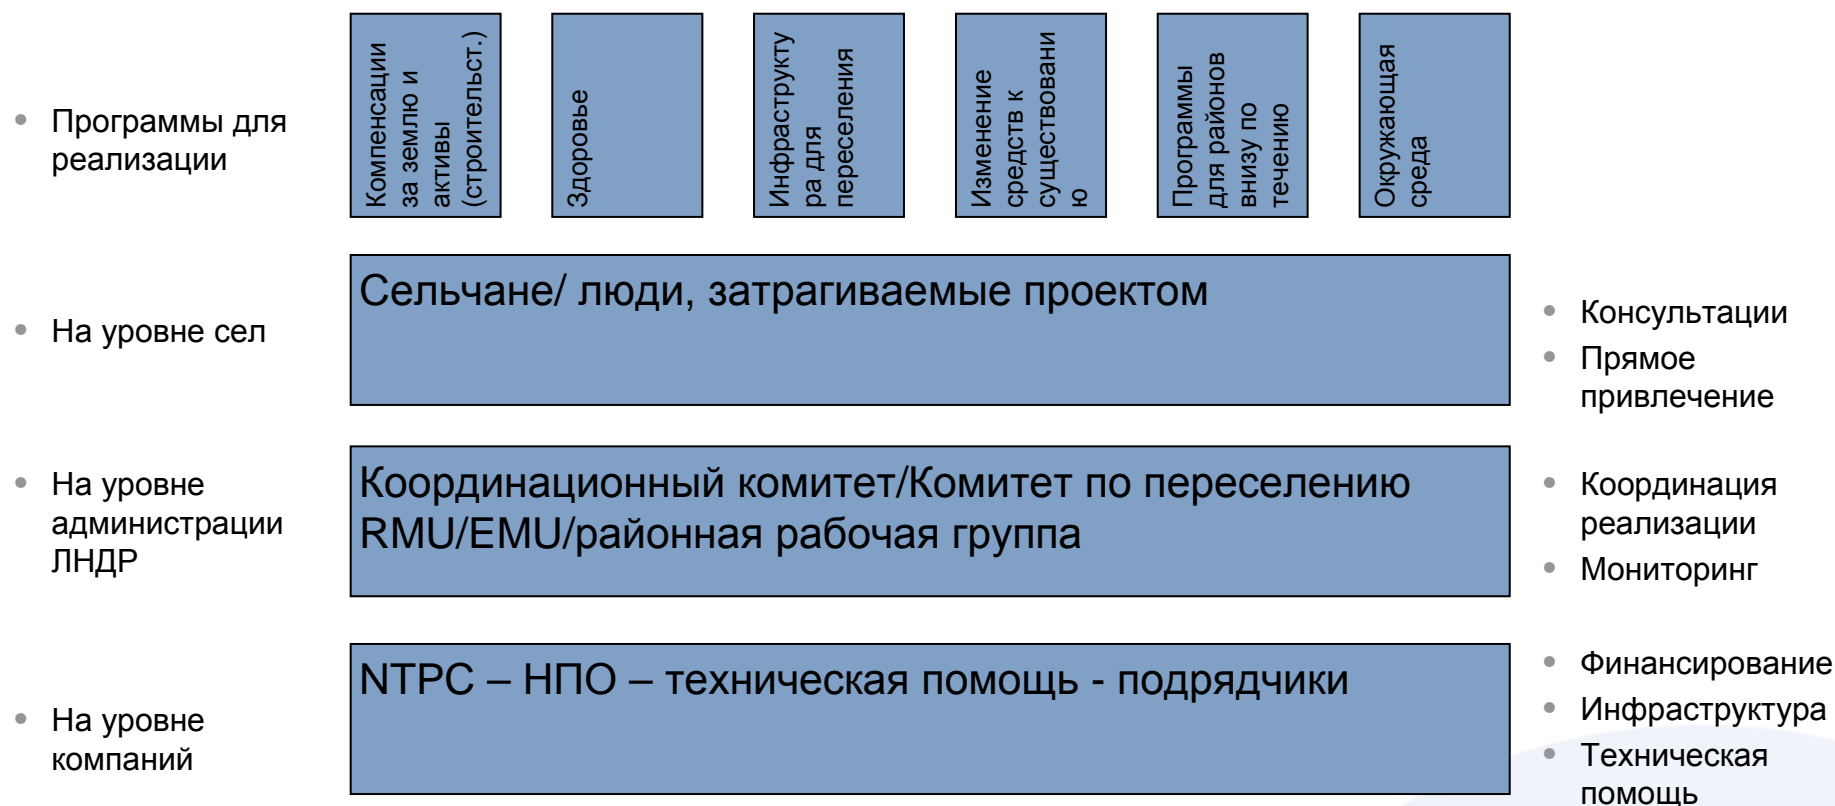 Программы для
реализации
Компенсации
за землю и
активы
(строительст.)
Здоровье
Инфраструкту
ра для
переселения
Изменение
средств к
существовани
ю
Программы
для районов
внизу по
течению
Окружающая
среда
На уровне сел
Сельчане/ люди, затрагиваемые проектом
Консультации
Прямое
привлечение
На уровне
администрации
ЛНДР
Координационный комитет/Комитет по переселению
RMU/EMU/районная рабочая группа
Координация
реализации
Мониторинг
На уровне
компаний
NTPC – НПО – техническая помощь - подрядчики
Финансирование
Инфраструктура
Техническая
помощь